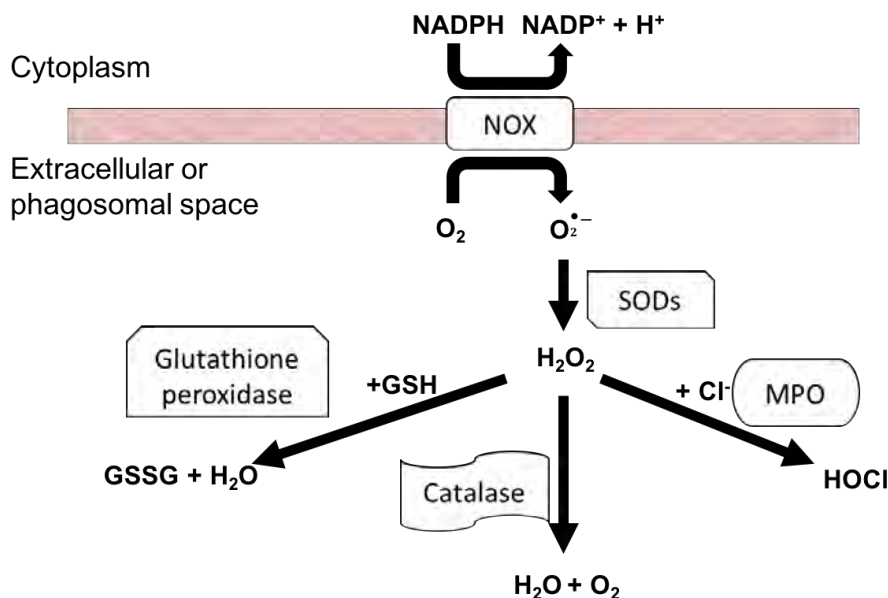 NADPH NADP⁺ + H⁺
Cytoplasm
NOX
Extracellular or
phagosomal space
O₂ O₂•⁻
SODs
H₂O₂
Glutathione
peroxidase
+GSH
+ Cl⁻
MPO
GSSG + H₂O
Catalase
HOCl
H₂O + O₂